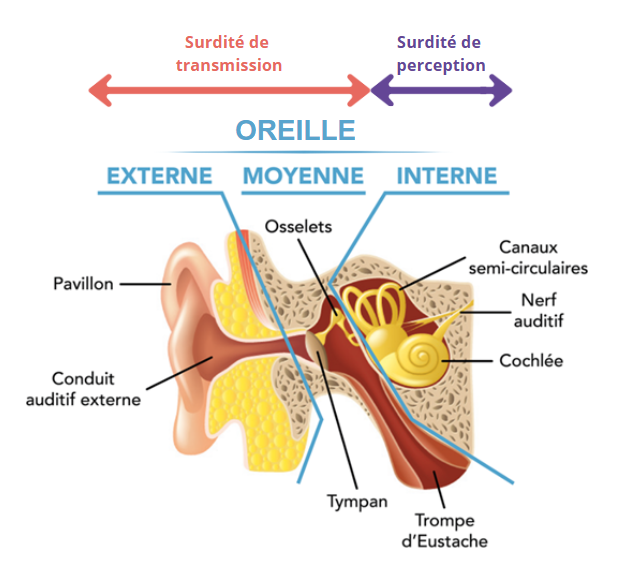 Surdité de
transmission
Surdité de
perception
OREILLE
EXTERNE
MOYENNE
INTERNE
Osselets
Canaux
semi-circulaires
Pavillon
Nerf
auditif
Cochlée
Conduit
auditif externe
Tympan
Trompe
d'Eustache